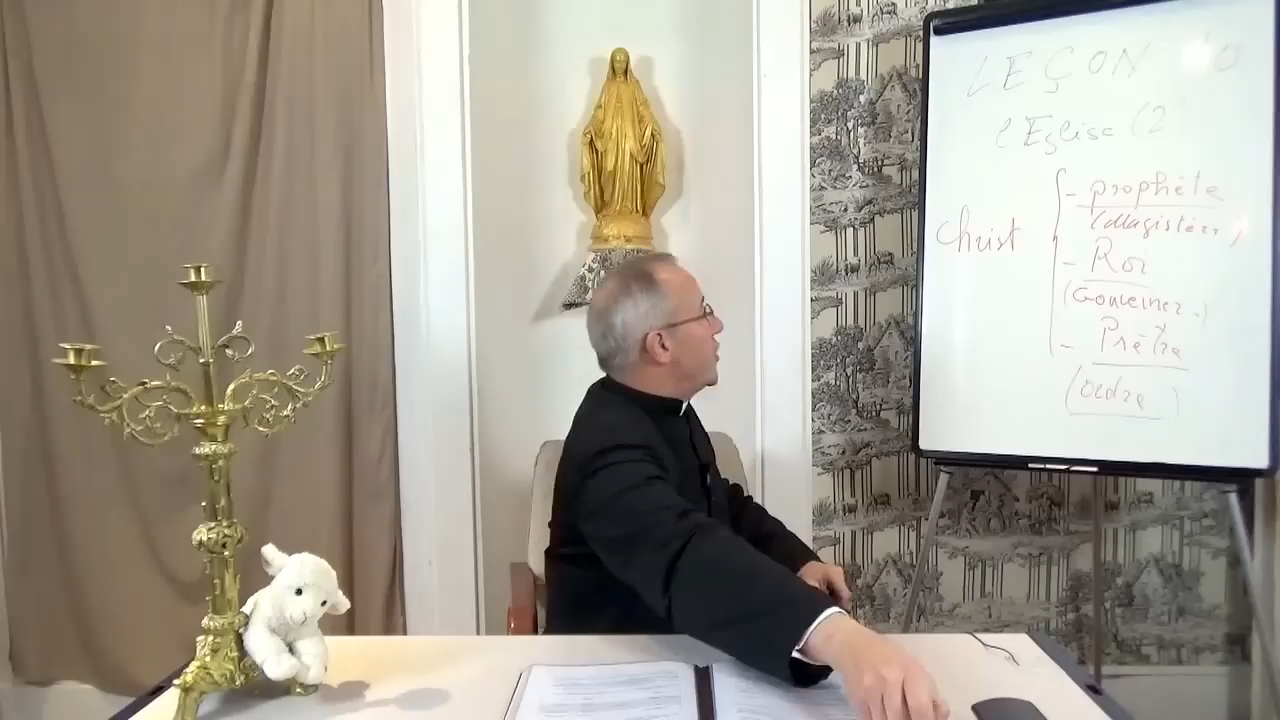 LEÇON
l'Eglise (2
Christ
- prophète
(Magistère)
- Roi
(Gouverner.)
- Prêtre
(ordre)